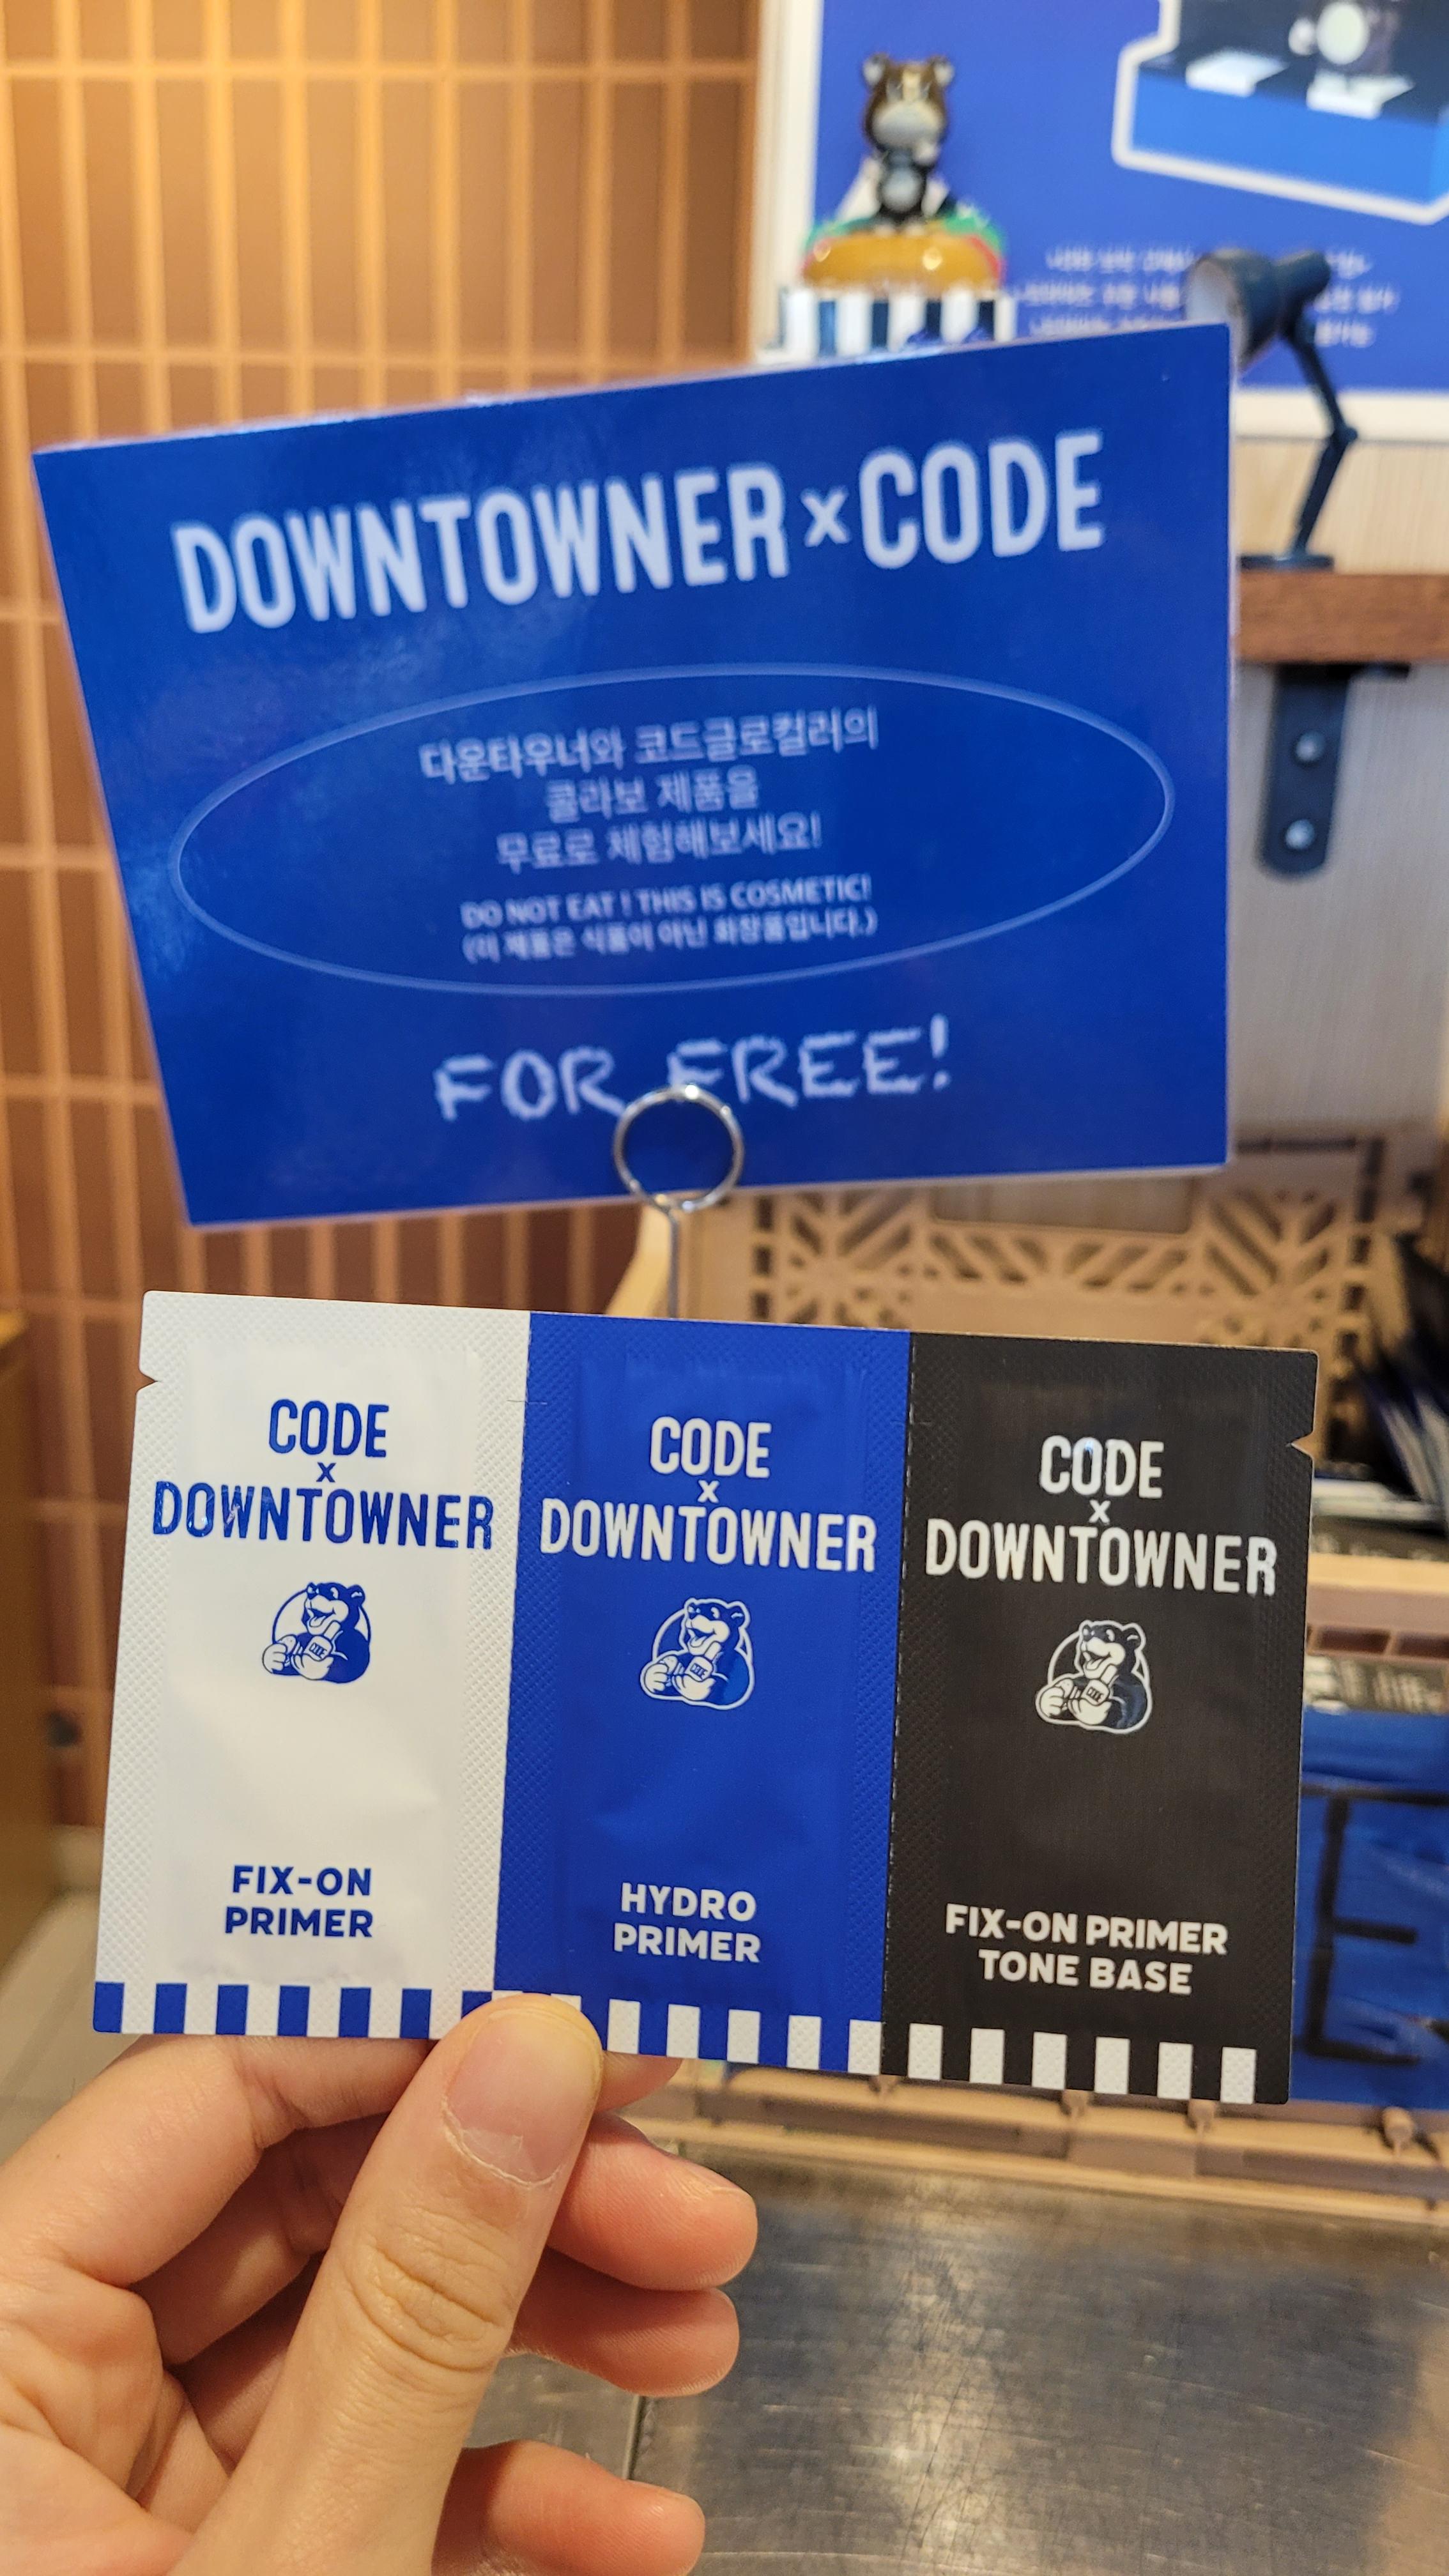 DOWNTOWNER x CODE
다운타우너와 코드글로컬러의
콜라보 제품을
무료로 체험해보세요!
DO NOT EAT ! THIS IS COSMETIC!
(이 제품은 식품이 아닌 화장품입니다.)
FOR FREE!
CODE
x
DOWNTOWNER
CODE
FIX-ON
PRIMER
CODE
x
DOWNTOWNER
CODE
HYDRO
PRIMER
CODE
x
DOWNTOWNER
CODE
FIX-ON PRIMER
TONE BASE